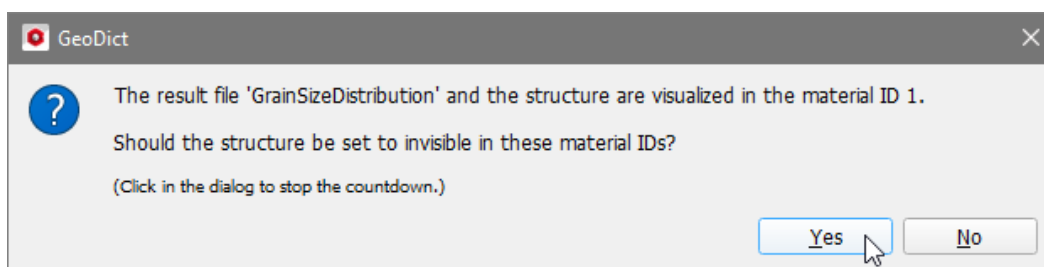 GeoDict
The result file 'GrainSizeDistribution' and the structure are visualized in the material ID 1.
Should the structure be set to invisible in these material IDs?
(Click in the dialog to stop the countdown.)
Yes
No